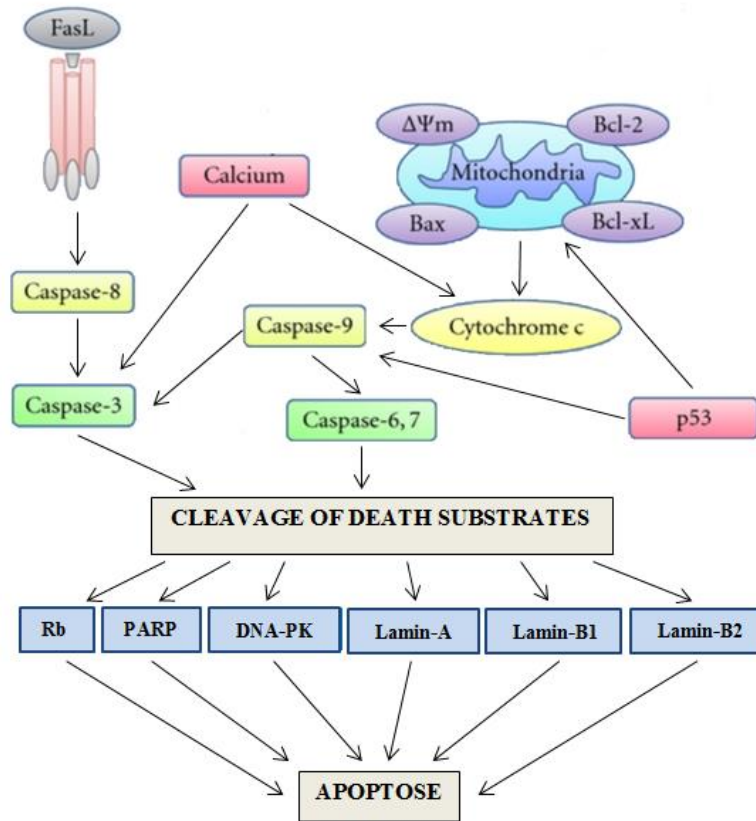 FasL
ΔΨm
Bcl-2
Mitochondria
Calcium
Bax
Bcl-xL
Caspase-8
Caspase-9
Cytochrome c
Caspase-3
Caspase-6, 7
p53
CLEAVAGE OF DEATH SUBSTRATES
Rb
PARP
DNA-PK
Lamin-A
Lamin-B1
Lamin-B2
APOPTOSE